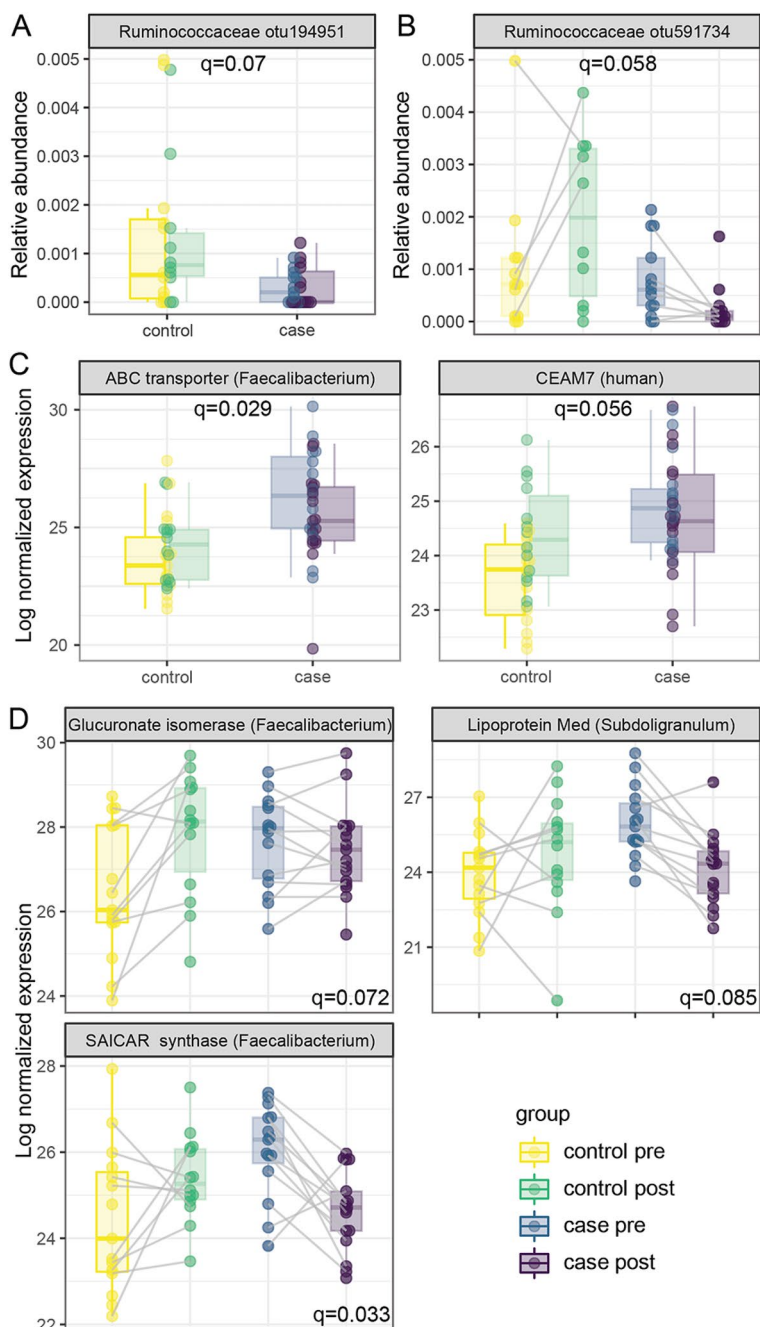 A
Ruminococcaceae otu194951
q=0.07
Relative abundance
0.005
0.004
0.003
0.002
0.001
0.000
control
case
B
Ruminococcaceae otu591734
q=0.058
Relative abundance
0.005
0.004
0.003
0.002
0.001
0.000
C
ABC transporter (Faecalibacterium)
q=0.029
Log normalized expression
30
25
20
control
case
CEAM7 (human)
q=0.056
26
25
24
23
control
case
D
Glucuronate isomerase (Faecalibacterium)
30
28
26
24
q=0.072
Lipoprotein Med (Subdoligranulum)
27
24
21
q=0.085
Log normalized expression
SAICAR synthase (Faecalibacterium)
28
26
24
22
q=0.033
group
control pre
control post
case pre
case post